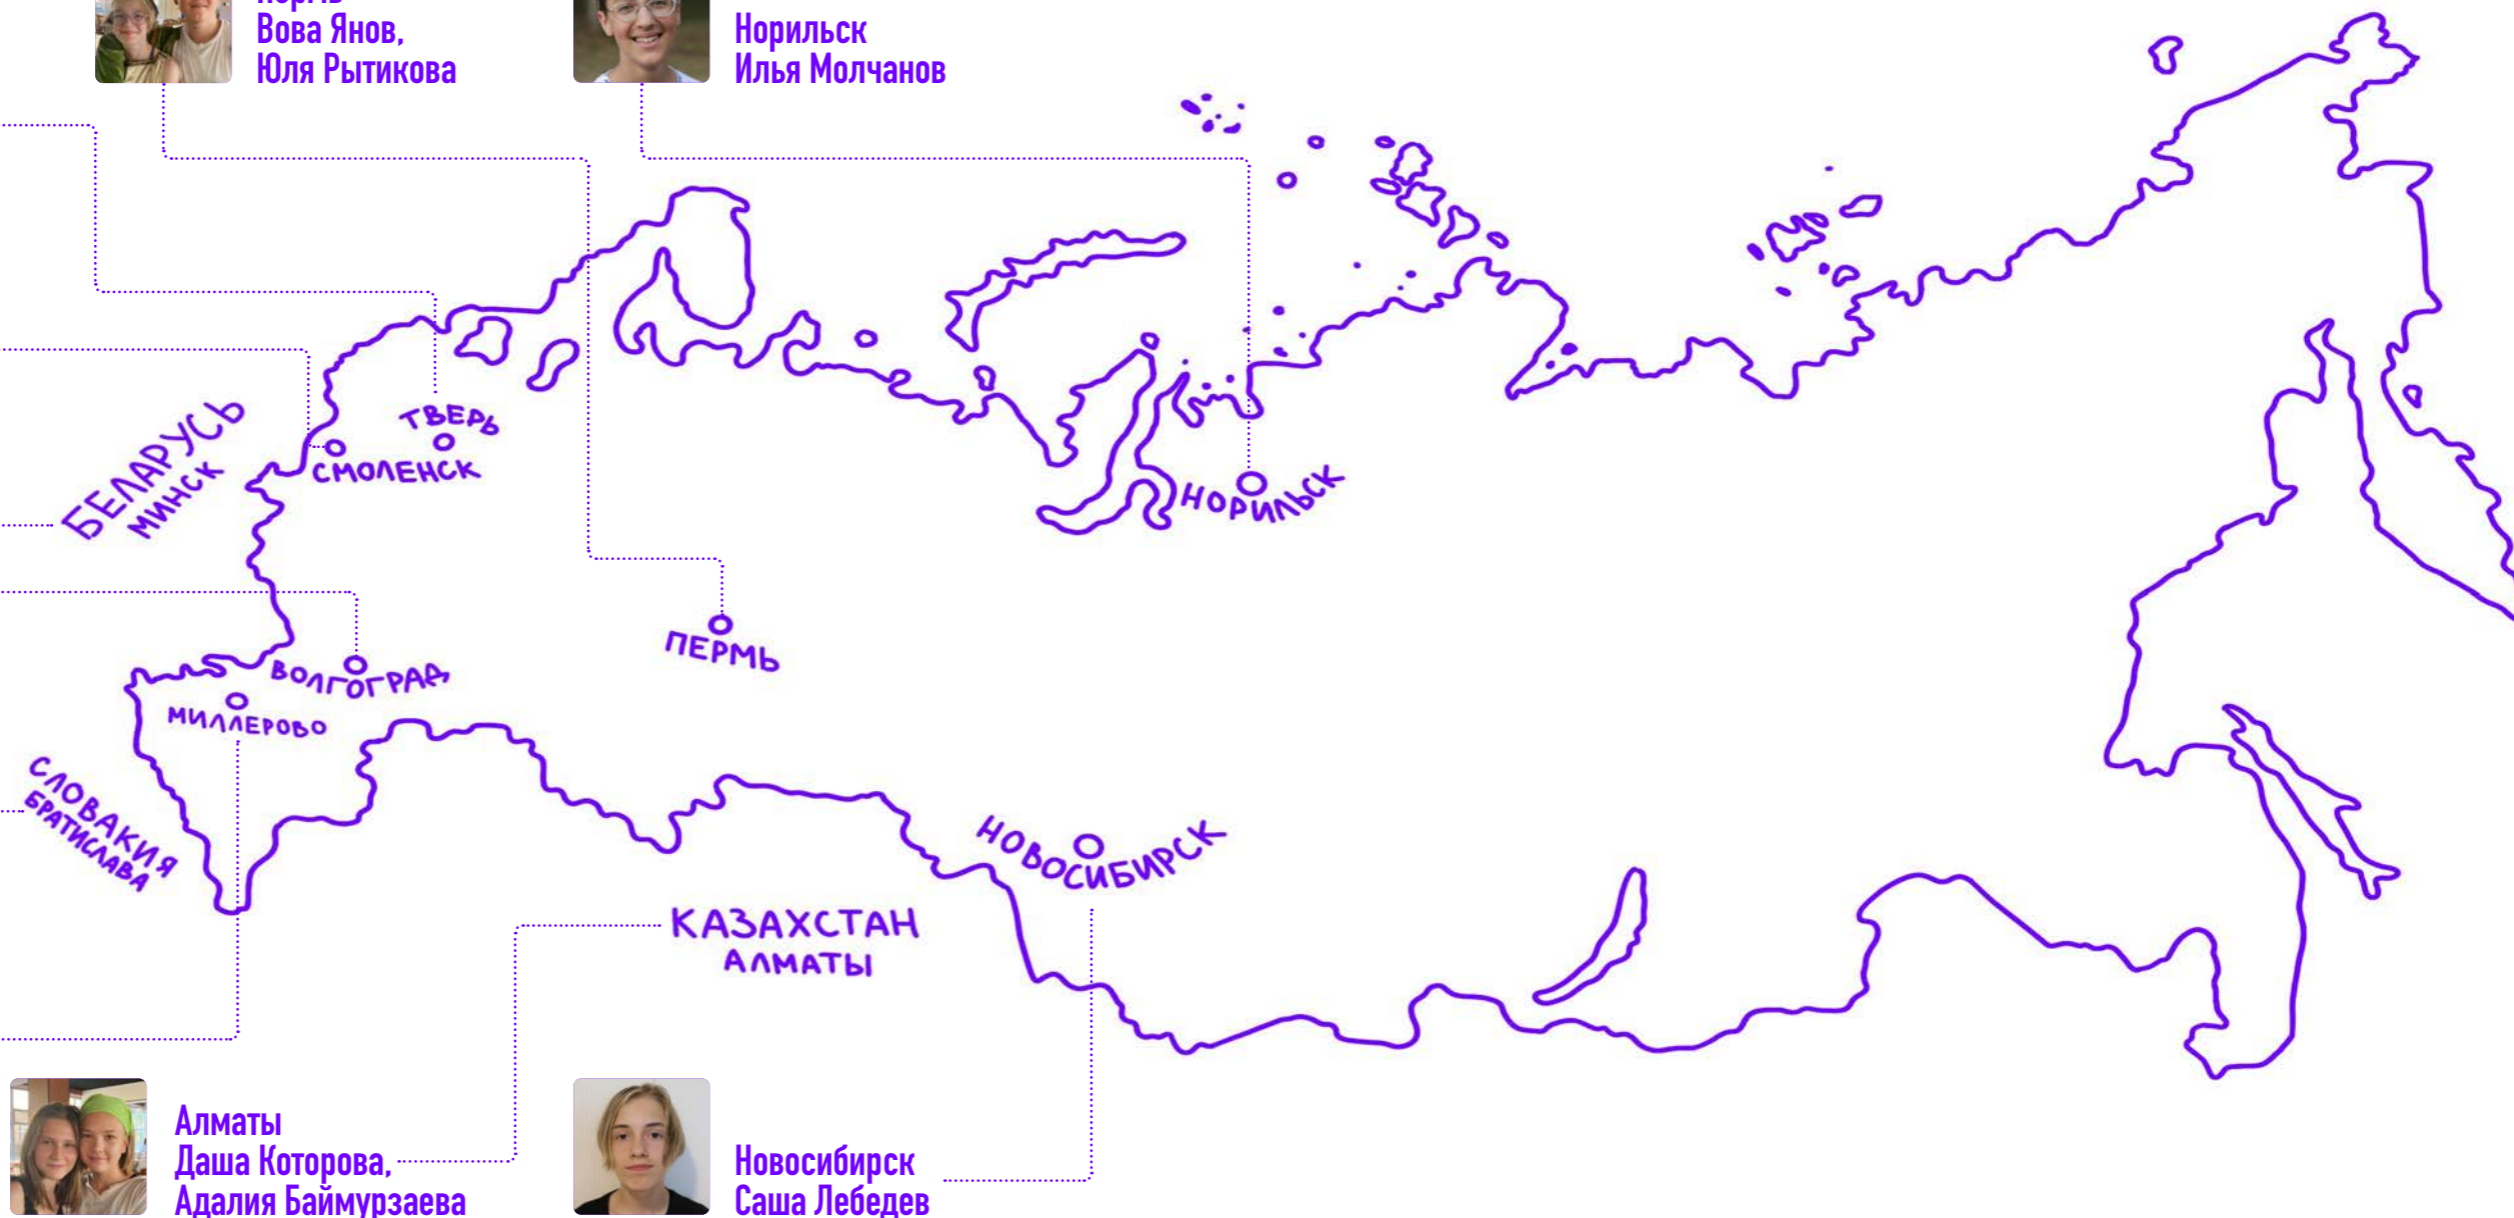 Пермь
Вова Янов,
Юля Рытикова
Норильск
Илья Молчанов
БЕЛАРУСЬ
МИНСК
ТВЕРЬ
СМОЛЕНСК
НОРИЛЬСК
ПЕРМЬ
ВОЛГОГРАД
МИЛЛЕРОВО
СЛОВАКИЯ
БРАТИСЛАВА
НОВОСИБИРСК
КАЗАХСТАН
АЛМАТЫ
Алматы
Даша Которова,
Адалия Баймурзаева
Новосибирск
Саша Лебедев